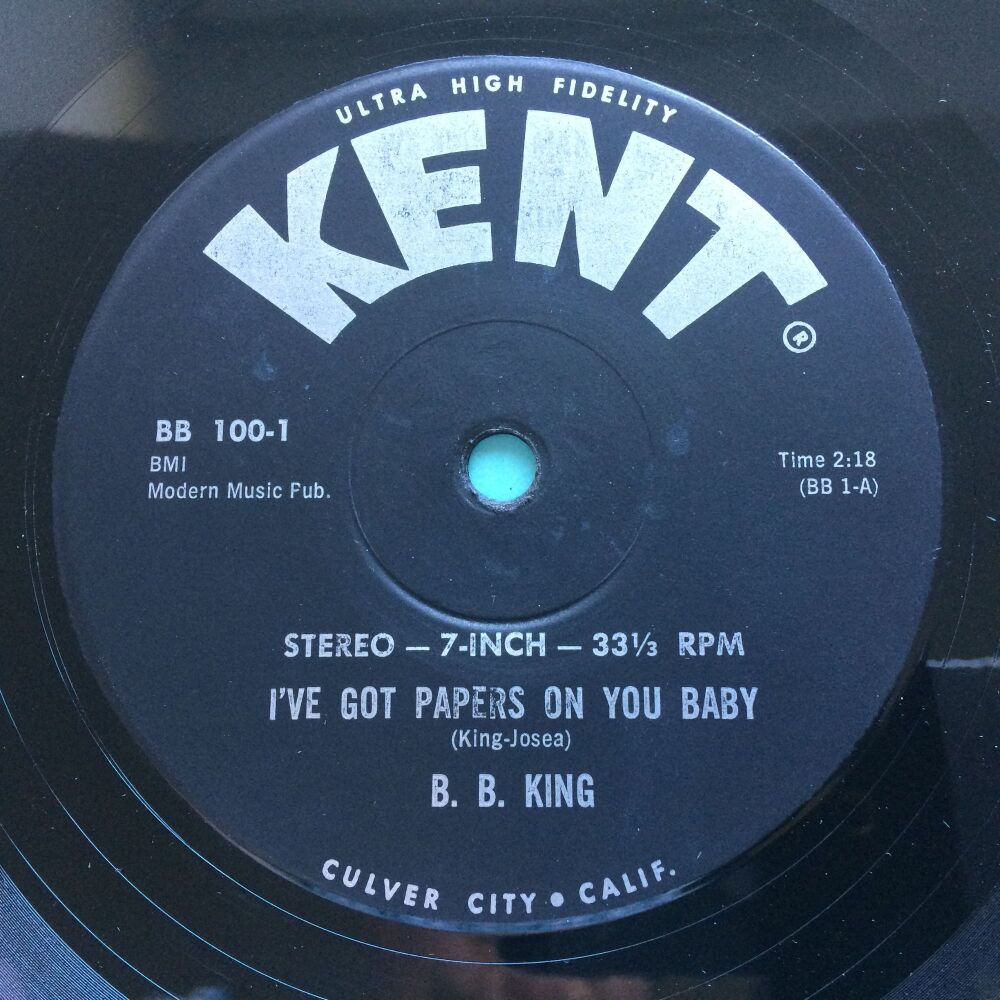 ULTRA HIGH FIDELITY
KENT
®
BB 100-1
BMI
Modern Music Pub.
Time 2:18
(BB 1-A)
STEREO — 7-INCH — 33⅓ RPM
I'VE GOT PAPERS ON YOU BABY
(King-Josea)
B. B. KING
CULVER CITY • CALIF.